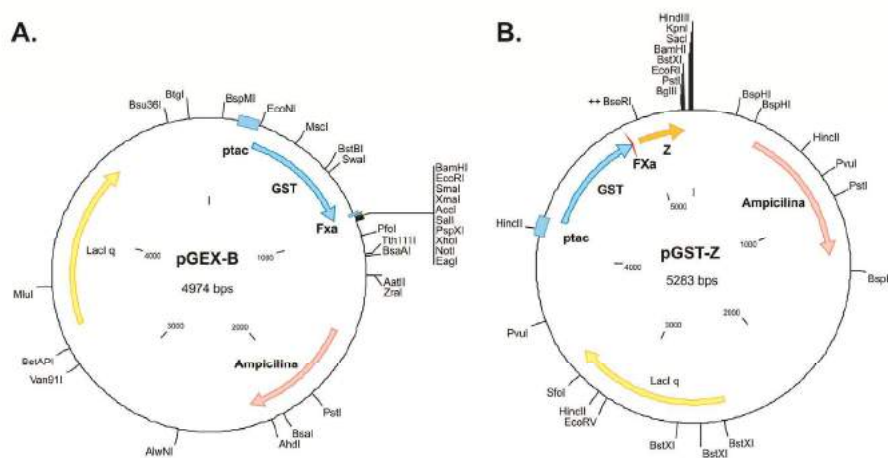 A.
BtgI
Bsu36I
BspMI
EcoNI
MscI
BstBI
SwaI
ptac
GST
Fxa
BamHI
EcoRI
SmaI
XmaI
AccI
SalI
PspXI
XhoI
NotI
EagI
PfoI
Tth111I
BsaAI
AatII
ZraI
LacI q
4000
1000
pGEX-B
4974 bps
3000
2000
MluI
Ampicilina
BstAPI
Van91I
PstI
BsaI
AhdI
AlwNI
B.
HindIII
KpnI
SacI
BamHI
BstXI
EcoRI
PstI
BglII
++ BseRI
BspHI
BspHI
HincII
PvuI
PstI
FXa
Z
GST
Ampicilina
5000
HincII
ptac
1000
pGST-Z
5283 bps
4000
3000
2000
PvuI
LacI q
SfoI
HincII
EcoRV
BstXI
BstXI
BstXI